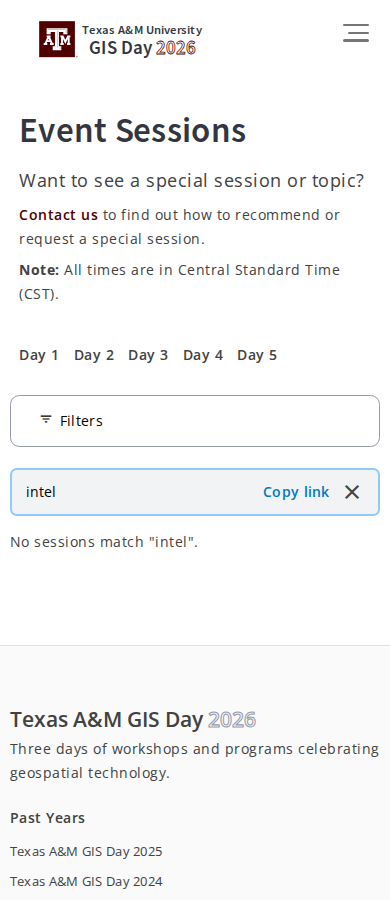 Texas A&M University
GIS Day 2026
Event Sessions
Want to see a special session or topic?
Contact us to find out how to recommend or
request a special session.
Note: All times are in Central Standard Time
(CST).
Day 1 Day 2 Day 3 Day 4 Day 5
Filters
intel Copy link
No sessions match "intel".
Texas A&M GIS Day 2026
Three days of workshops and programs celebrating
geospatial technology.
Past Years
Texas A&M GIS Day 2025
Texas A&M GIS Day 2024